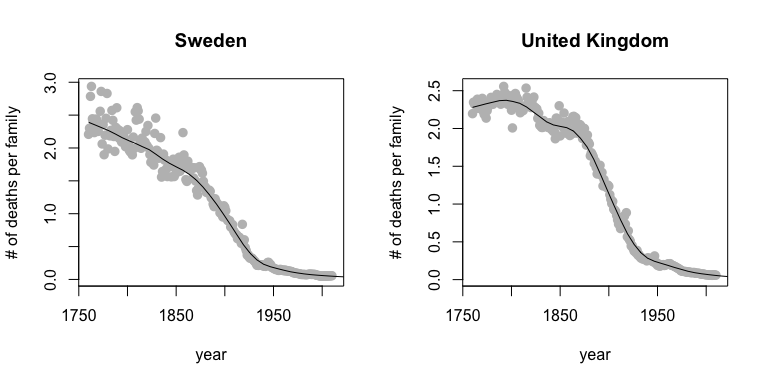 Sweden
# of deaths per family
3.0
2.0
1.0
0.0
1750 1850 1950
year
United Kingdom
# of deaths per family
2.5
2.0
1.5
1.0
0.5
0.0
1750 1850 1950
year